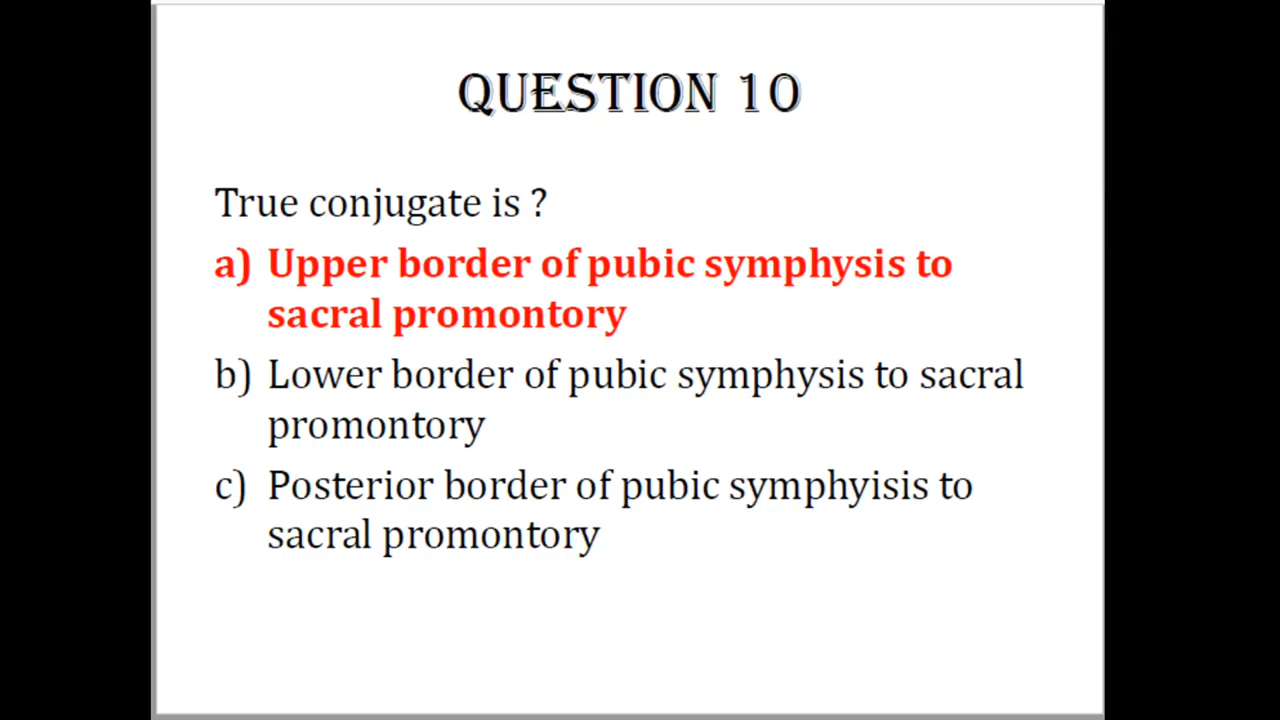 QUESTION 10
True conjugate is ?
a) Upper border of pubic symphysis to
sacral promontory
b) Lower border of pubic symphysis to sacral
promontory
c) Posterior border of pubic symphyisis to
sacral promontory